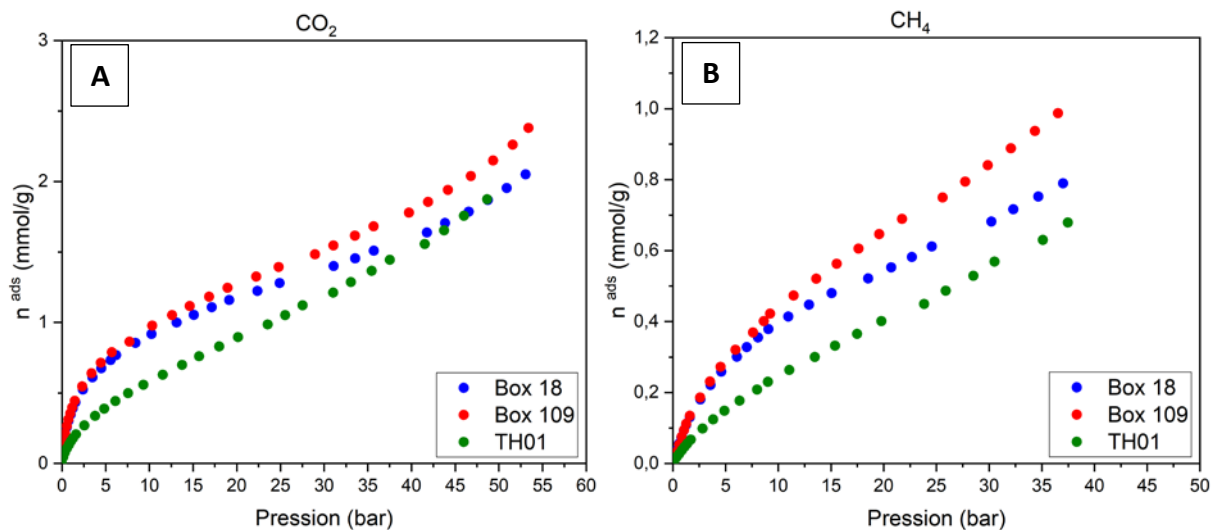 CO₂
A
3
2
1
0
n ᵃᵈˢ (mmol/g)
0 5 10 15 20 25 30 35 40 45 50 55 60
Pression (bar)
Box 18
Box 109
TH01
CH₄
B
1,2
1,0
0,8
0,6
0,4
0,2
0,0
n ᵃᵈˢ (mmol/g)
0 5 10 15 20 25 30 35 40 45 50
Pression (bar)
Box 18
Box 109
TH01